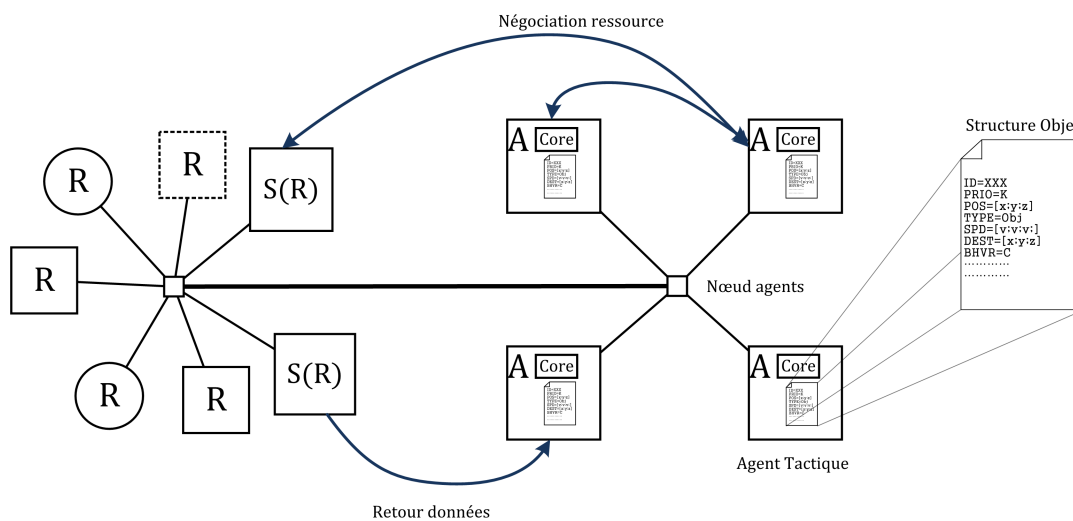 Négociation ressource
A Core
A Core
Structure Obje
R
R
S(R)
ID=XXX
PRIO=K
POS=[x;y;z]
TYPE=Obj
SPD=[v;v;v;]
DEST=[x;y;z]
BHVR=C
............
............
R
Nœud agents
R
R
S(R)
A Core
A Core
Agent Tactique
Retour données